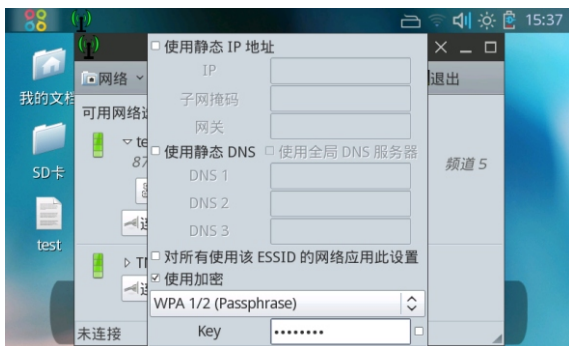 15:37
使用静态 IP 地址
IP
子网掩码
网关
使用静态 DNS
使用全局 DNS 服务器
DNS 1
DNS 2
DNS 3
对所有使用该 ESSID 的网络应用此设置
使用加密
WPA 1/2 (Passphrase)
Key
网络
退出
可用网络
te
87
频道 5
TI
未连接
我的文档
SD卡
test